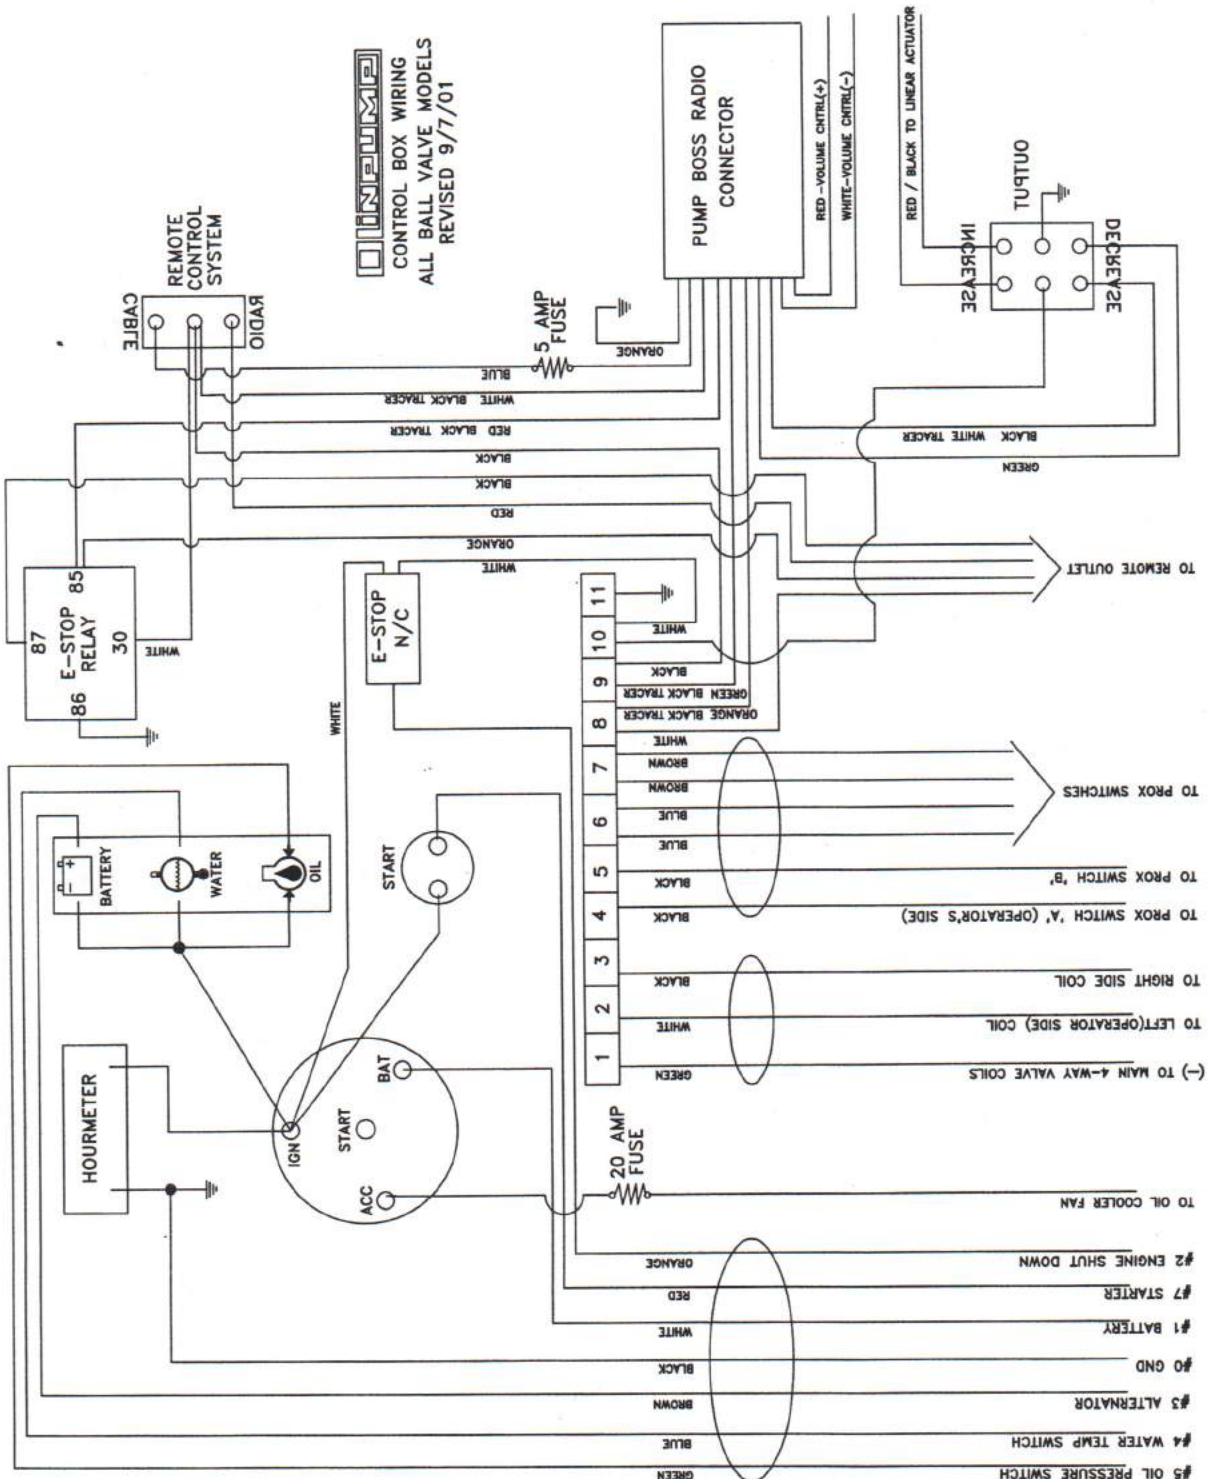 OLINPUMP
CONTROL BOX WIRING
ALL BALL VALVE MODELS
REVISED 9/7/01
REMOTE
CONTROL
SYSTEM
CABLE
RADIO
PUMP BOSS RADIO
CONNECTOR
RED -VOLUME CNTRL(+)
WHITE-VOLUME CNTRL(-)
RED / BLACK TO LINEAR ACTUATOR
OUTPUT
INCREASE
DECREASE
5 AMP
FUSE
ORANGE
BLUE
WHITE BLACK TRACER
RED BLACK TRACER
BLACK
BLACK
RED
ORANGE
WHITE
BLACK WHITE TRACER
GREEN
TO REMOTE OUTLET
87
85
E-STOP
RELAY
30
86
WHITE
E-STOP
N/C
WHITE
11
10
9
8
7
6
5
4
3
2
1
WHITE
BLACK
GREEN BLACK TRACER
ORANGE BLACK TRACER
WHITE
BROWN
BROWN
BLUE
BLUE
BLACK
BLACK
BLACK
WHITE
GREEN
TO PROX SWITCHES
TO PROX SWITCH 'B'
TO PROX SWITCH 'A' (OPERATOR'S SIDE)
TO RIGHT SIDE COIL
TO LEFT(OPERATOR SIDE) COIL
(-) TO MAIN 4-WAY VALVE COILS
BATTERY
WATER
OIL
START
HOURMETER
IGN
START
BAT
ACC
20 AMP
FUSE
TO OIL COOLER FAN
ORANGE
#2 ENGINE SHUT DOWN
RED
#7 STARTER
WHITE
#1 BATTERY
BLACK
#0 GND
BROWN
#3 ALTERNATOR
BLUE
#4 WATER TEMP SWITCH
GREEN
#5 OIL PRESSURE SWITCH